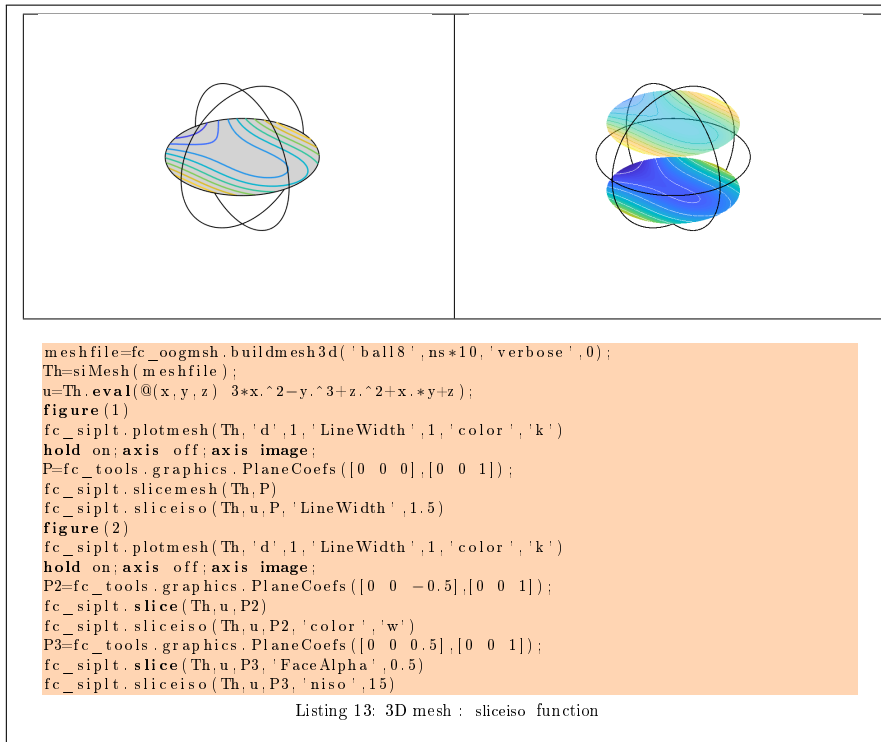 meshfile=fc_oogmsh.buildmesh3d('ball8',ns*10,'verbose',0);
Th=siMesh(meshfile);
u=Th.eval(@(x,y,z) 3*x.^2−y.^3+z.^2+x.*y+z);
figure(1)
fc_siplt.plotmesh(Th,'d',1,'LineWidth',1,'color','k')
hold on;axis off;axis image;
P=fc_tools.graphics.PlaneCoefs([0 0 0],[0 0 1]);
fc_siplt.slicemesh(Th,P)
fc_siplt.sliceiso(Th,u,P,'LineWidth',1.5)
figure(2)
fc_siplt.plotmesh(Th,'d',1,'LineWidth',1,'color','k')
hold on;axis off;axis image;
P2=fc_tools.graphics.PlaneCoefs([0 0 −0.5],[0 0 1]);
fc_siplt.slice(Th,u,P2)
fc_siplt.sliceiso(Th,u,P2,'color','w')
P3=fc_tools.graphics.PlaneCoefs([0 0 0.5],[0 0 1]);
fc_siplt.slice(Th,u,P3,'FaceAlpha',0.5)
fc_siplt.sliceiso(Th,u,P3,'niso',15)
Listing 13: 3D mesh : sliceiso function